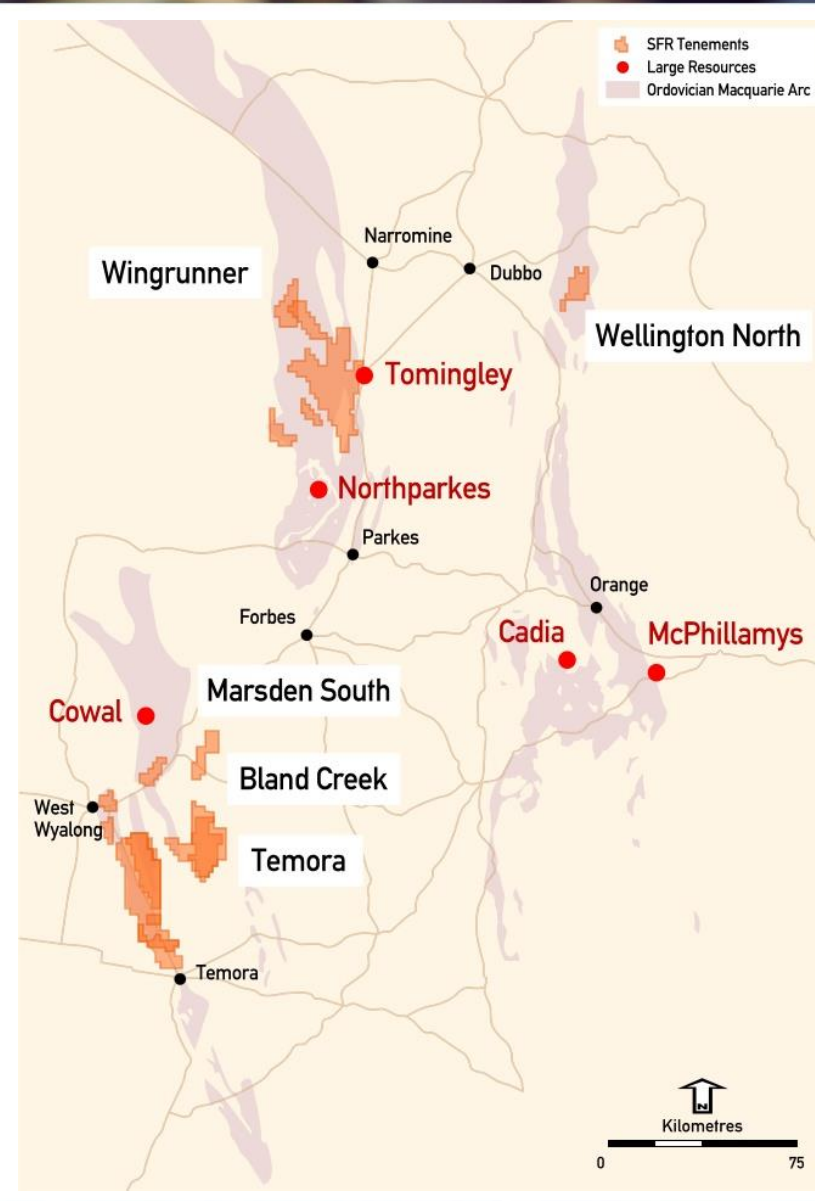 SFR Tenements
Large Resources
Ordovician Macquarie Arc
Narromine
Dubbo
Wingrunner
Wellington North
Tomingley
Northparkes
Parkes
Orange
Forbes
Cadia
McPhillamys
Marsden South
Cowal
Bland Creek
West
Wyalong
Temora
Temora
N
Kilometres
0 75